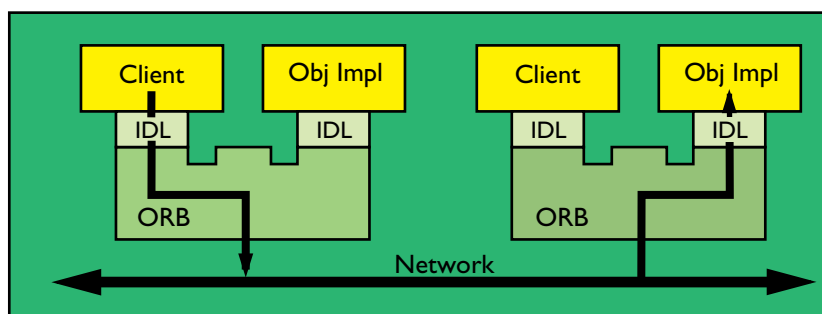 Client
Obj Impl
Client
Obj Impl
IDL
IDL
IDL
IDL
ORB
ORB
Network